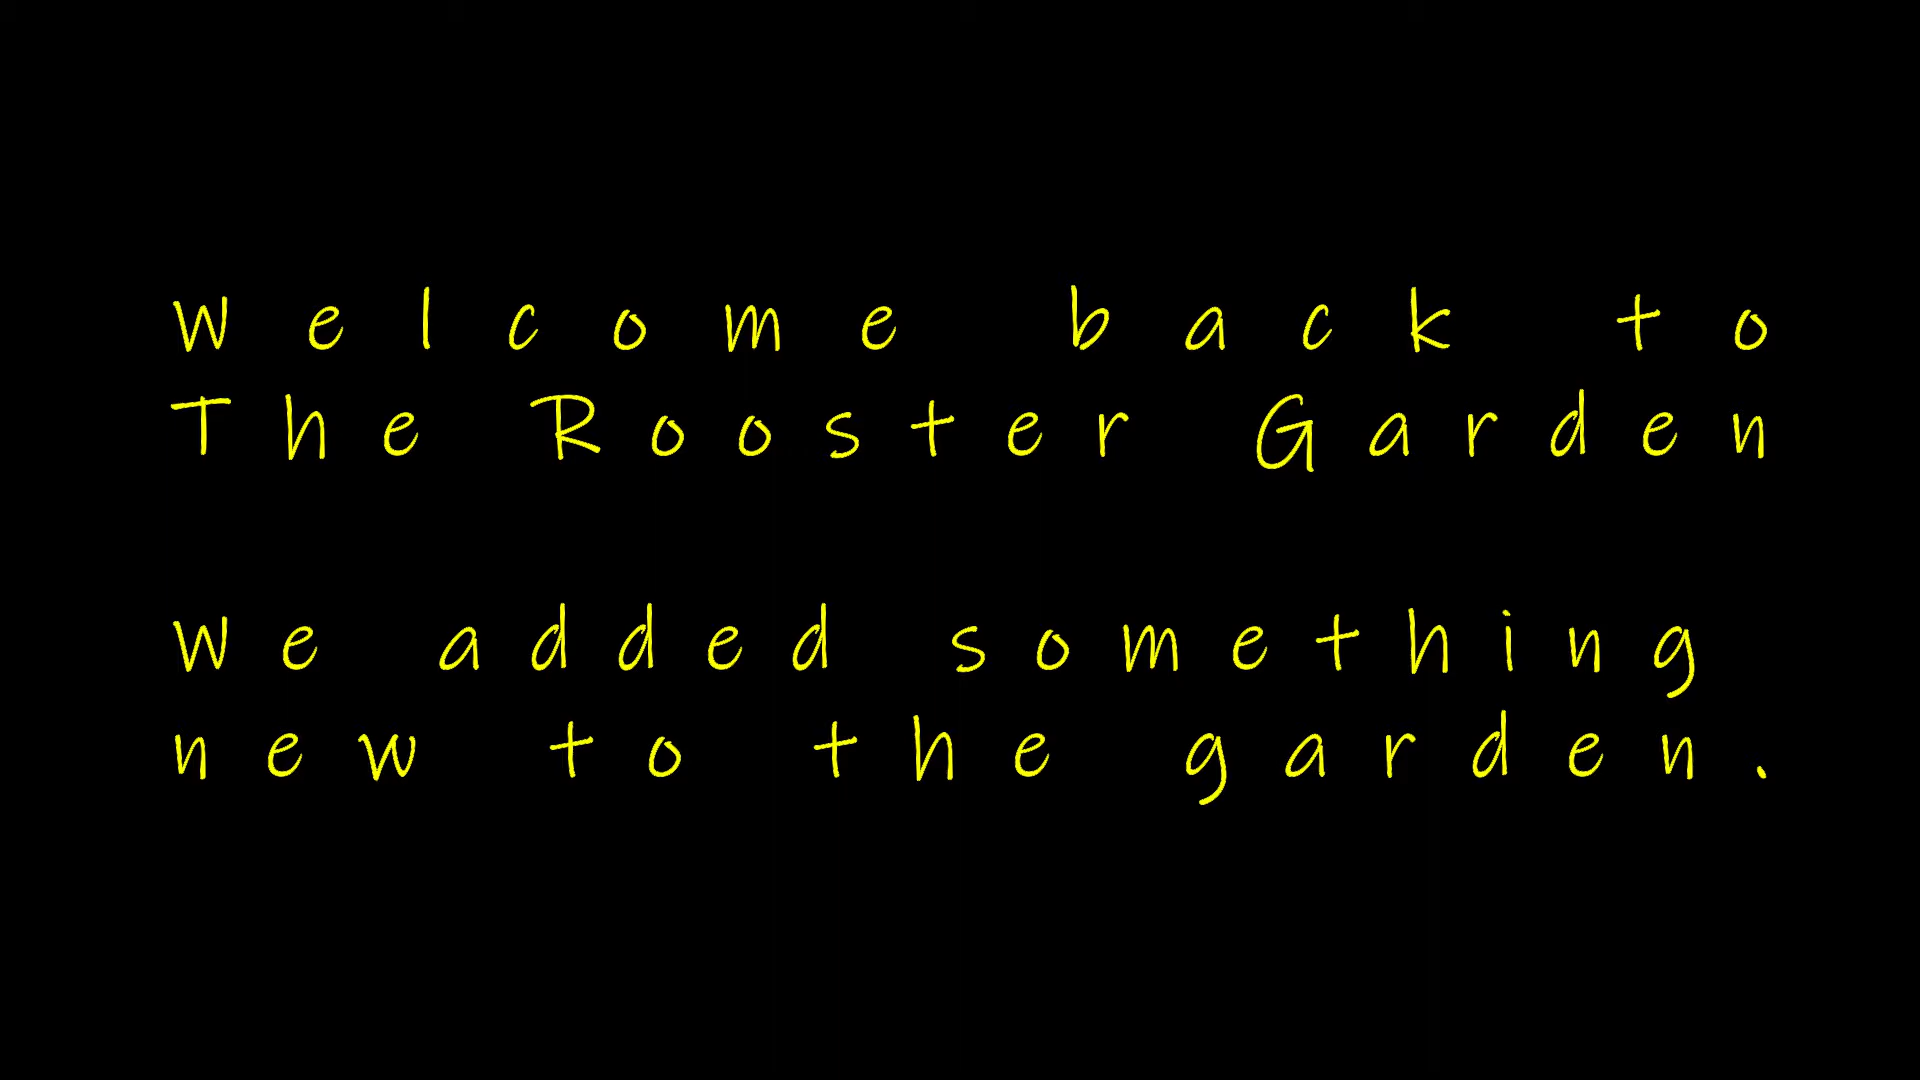 Welcome back to
The Rooster Garden
We added something
new to the garden.